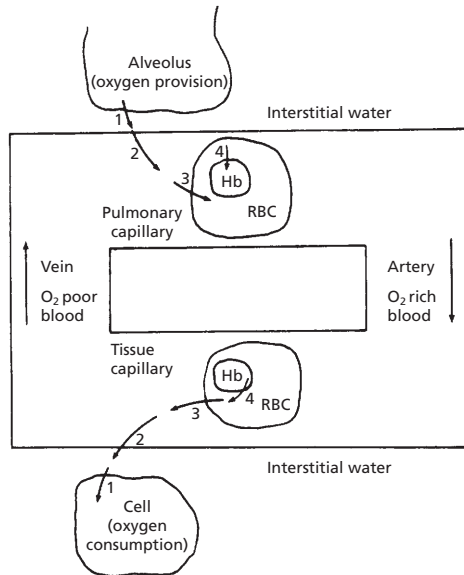 Alveolus
(oxygen provision)
1
Interstitial water
2
4
3
Hb
RBC
Pulmonary
capillary
Vein
O₂ poor
blood
Artery
O₂ rich
blood
Tissue
capillary
Hb
4
RBC
3
2
Interstitial water
1
Cell
(oxygen
consumption)